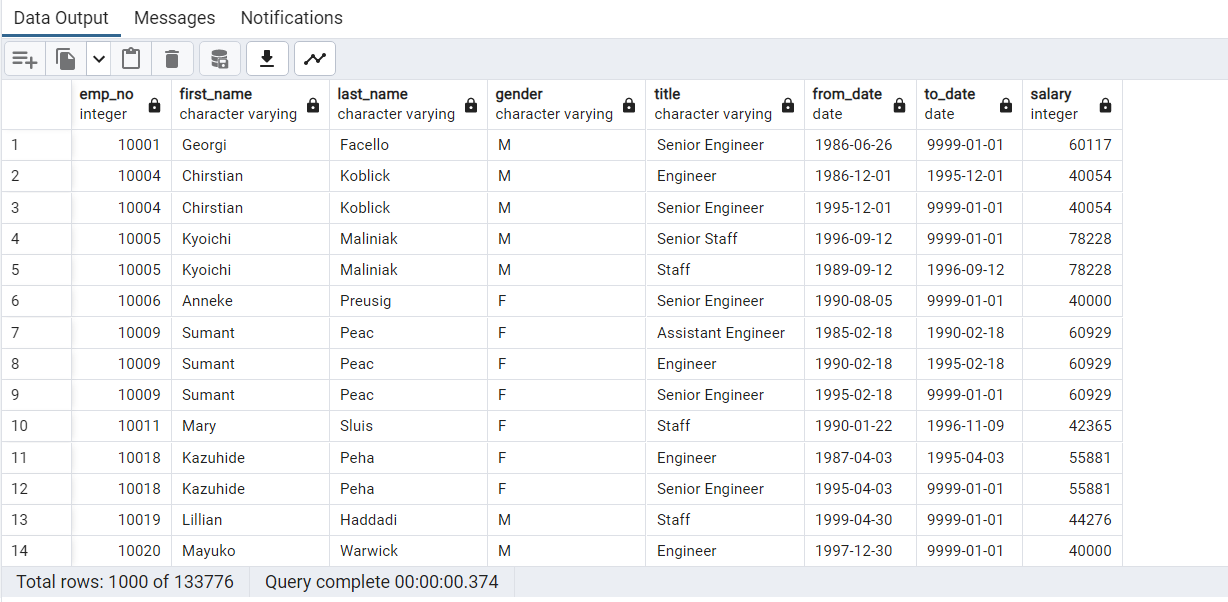 Data Output Messages Notifications
emp_no first_name last_name gender title from_date to_date salary
integer character varying character varying character varying character varying date date integer
1 10001 Georgi Facello M Senior Engineer 1986-06-26 9999-01-01 60117
2 10004 Chirstian Koblick M Engineer 1986-12-01 1995-12-01 40054
3 10004 Chirstian Koblick M Senior Engineer 1995-12-01 9999-01-01 40054
4 10005 Kyoichi Maliniak M Senior Staff 1996-09-12 9999-01-01 78228
5 10005 Kyoichi Maliniak M Staff 1989-09-12 1996-09-12 78228
6 10006 Anneke Preusig F Senior Engineer 1990-08-05 9999-01-01 40000
7 10009 Sumant Peac F Assistant Engineer 1985-02-18 1990-02-18 60929
8 10009 Sumant Peac F Engineer 1990-02-18 1995-02-18 60929
9 10009 Sumant Peac F Senior Engineer 1995-02-18 9999-01-01 60929
10 10011 Mary Sluis F Staff 1990-01-22 1996-11-09 42365
11 10018 Kazuhide Peha F Engineer 1987-04-03 1995-04-03 55881
12 10018 Kazuhide Peha F Senior Engineer 1995-04-03 9999-01-01 55881
13 10019 Lillian Haddadi M Staff 1999-04-30 9999-01-01 44276
14 10020 Mayuko Warwick M Engineer 1997-12-30 9999-01-01 40000
Total rows: 1000 of 133776 Query complete 00:00:00.374